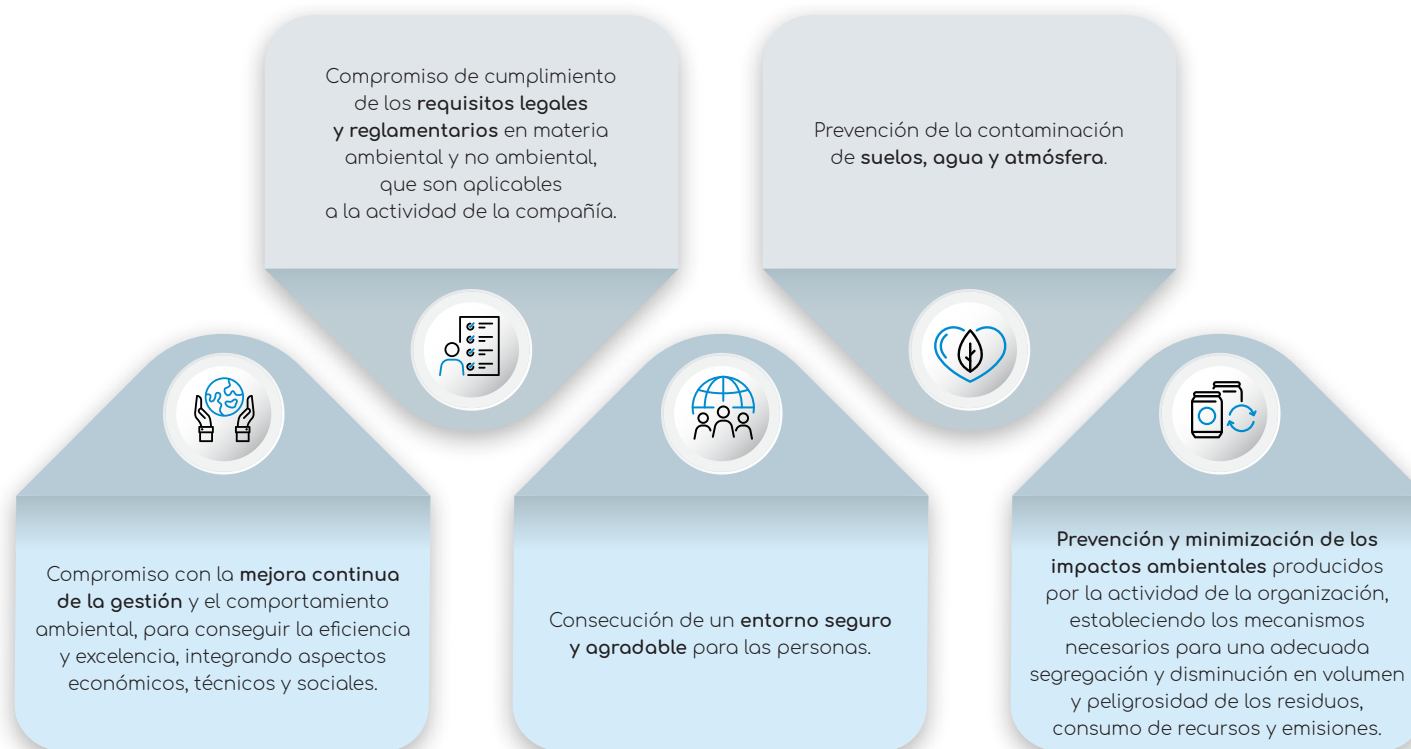 Compromiso de cumplimiento
de los requisitos legales
y reglamentarios en materia
ambiental y no ambiental,
que son aplicables
a la actividad de la compañía.
Prevención de la contaminación
de suelos, agua y atmósfera.
Compromiso con la mejora continua
de la gestión y el comportamiento
ambiental, para conseguir la eficiencia
y excelencia, integrando aspectos
económicos, técnicos y sociales.
Consecución de un entorno seguro
y agradable para las personas.
Prevención y minimización de los
impactos ambientales producidos
por la actividad de la organización,
estableciendo los mecanismos
necesarios para una adecuada
segregación y disminución en volumen
y peligrosidad de los residuos,
consumo de recursos y emisiones.